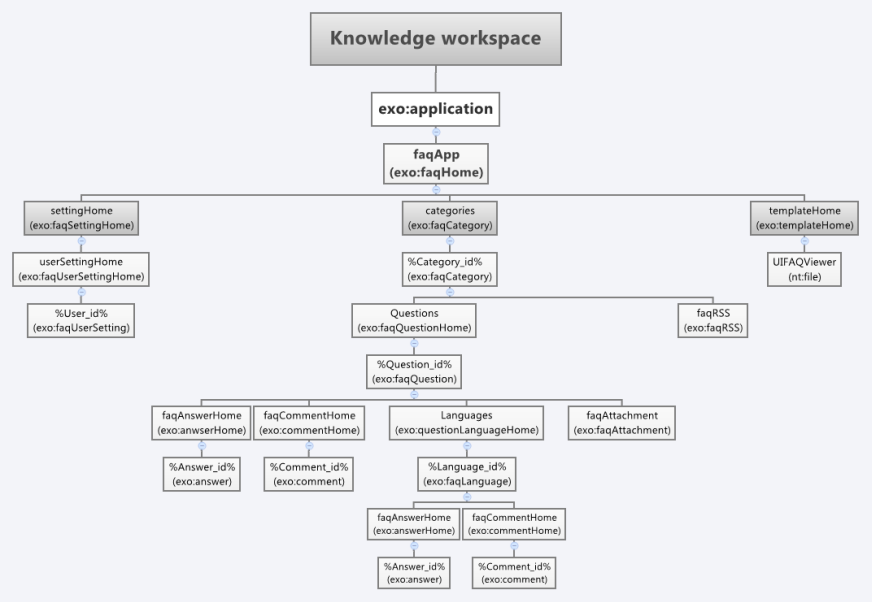 Knowledge workspace
exo:application
faqApp
(exo:faqHome)
settingHome
(exo:faqSettingHome)
categories
(exo:faqCategory)
templateHome
(exo:templateHome)
userSettingHome
(exo:faqUserSettingHome)
%Category_id%
(exo:faqCategory)
UIFAQViewer
(nt:file)
%User_id%
(exo:faqUserSetting)
Questions
(exo:faqQuestionHome)
faqRSS
(exo:faqRSS)
%Question_id%
(exo:faqQuestion)
faqAnswerHome
(exo:anwserHome)
faqCommentHome
(exo:commentHome)
Languages
(exo:questionLanguageHome)
faqAttachment
(exo:faqAttachment)
%Answer_id%
(exo:answer)
%Comment_id%
(exo:comment)
%Language_id%
(exo:faqLanguage)
faqAnswerHome
(exo:answerHome)
faqCommentHome
(exo:commentHome)
%Answer_id%
(exo:answer)
%Comment_id%
(exo:comment)